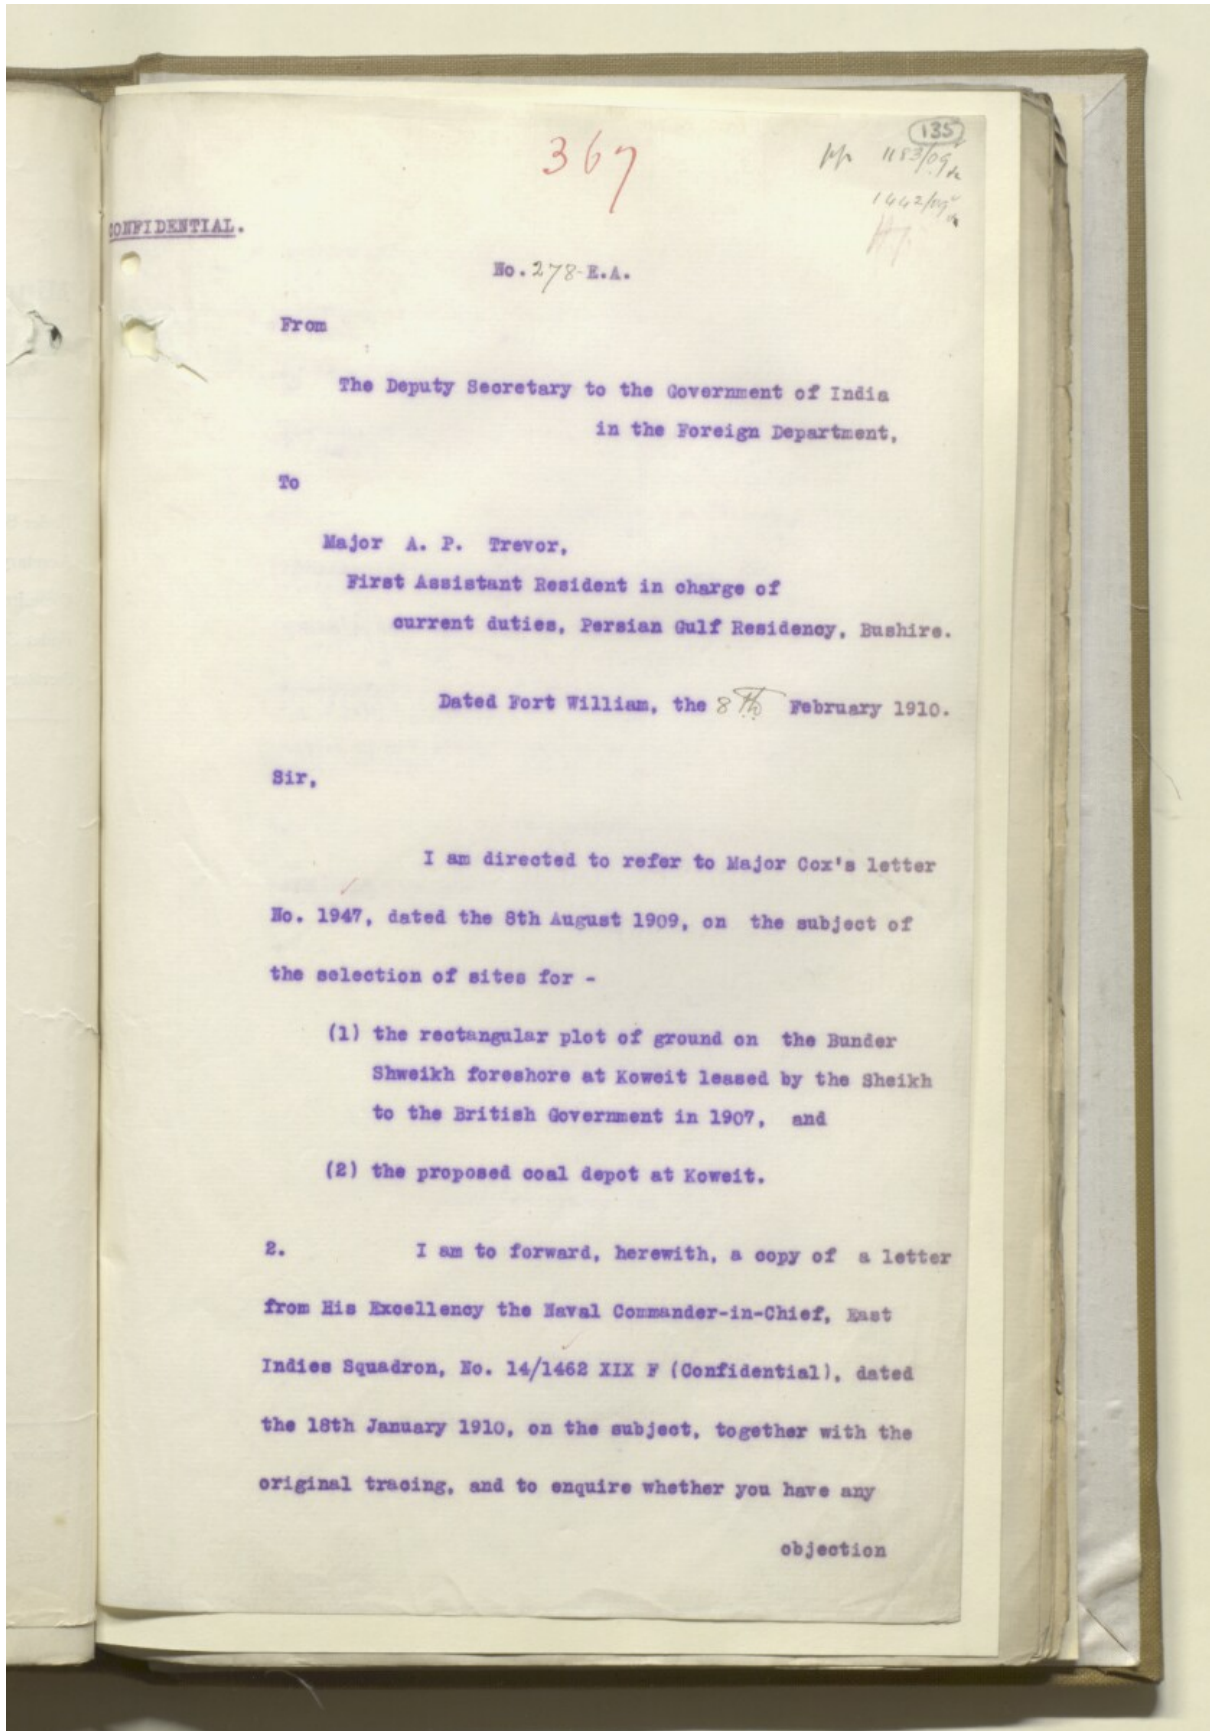 135
367
pp 1183/09
1442/09
CONFIDENTIAL.
No. 278-E.A.
From
The Deputy Secretary to the Government of India
in the Foreign Department,
To
Major A. P. Trevor,
First Assistant Resident in charge of
current duties, Persian Gulf Residency, Bushire.
Dated Fort William, the 8th February 1910.
Sir,
I am directed to refer to Major Cox's letter
No. 1947, dated the 8th August 1909, on the subject of
the selection of sites for -
(1) the rectangular plot of ground on the Bunder
Shweikh foreshore at Koweit leased by the Sheikh
to the British Government in 1907, and
(2) the proposed coal depot at Koweit.
2. I am to forward, herewith, a copy of a letter
from His Excellency the Naval Commander-in-Chief, East
Indies Squadron, No. 14/1462 XIX F (Confidential), dated
the 18th January 1910, on the subject, together with the
original tracing, and to enquire whether you have any
objection